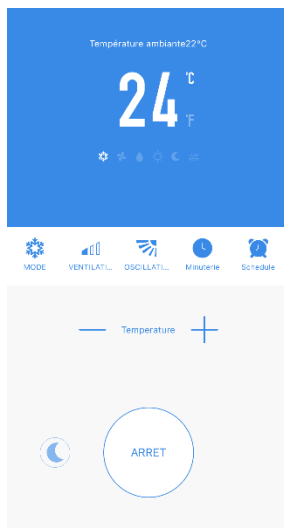 Température ambiante22°C
24 °C
°F
MODE VENTILATI... OSCILLATI... Minuterie Schedule
Temperature
ARRET